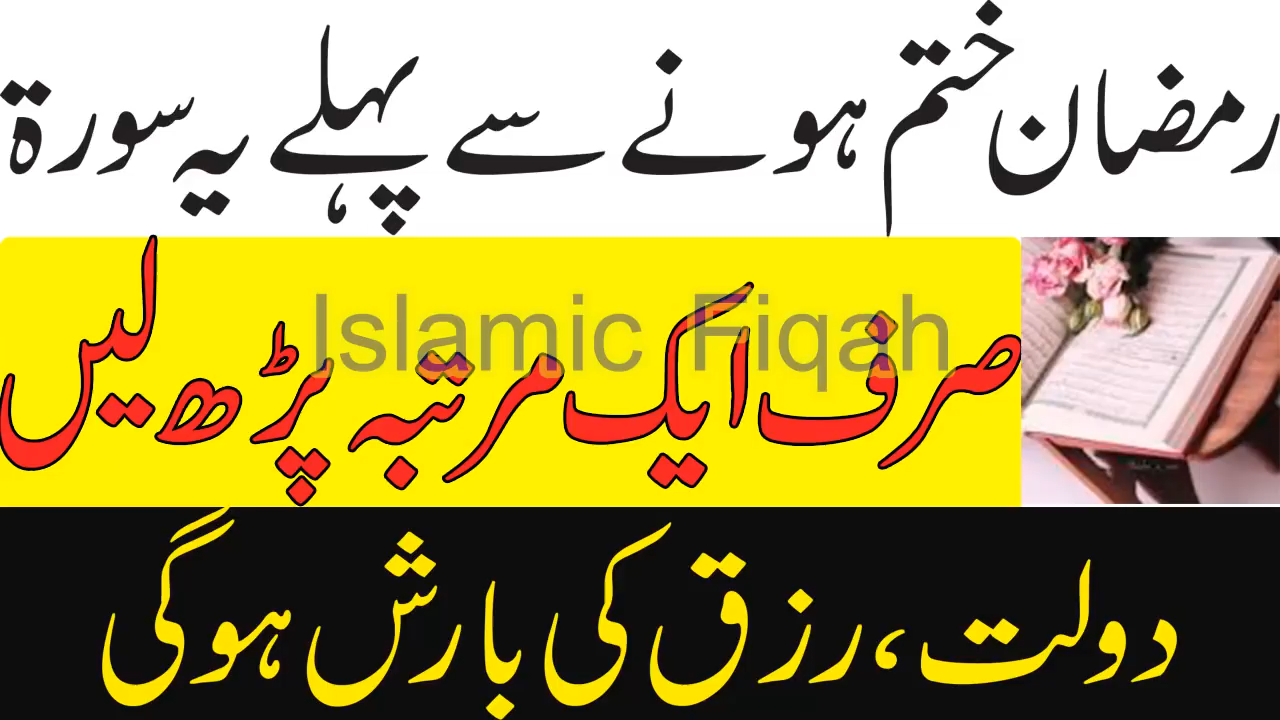 رمضان ختم ہونے سے پہلے یہ سورۃ
صرف ایک مرتبہ پڑھ لیں
Islamic Fiqah
دولت، رزق کی بارش ہوگی